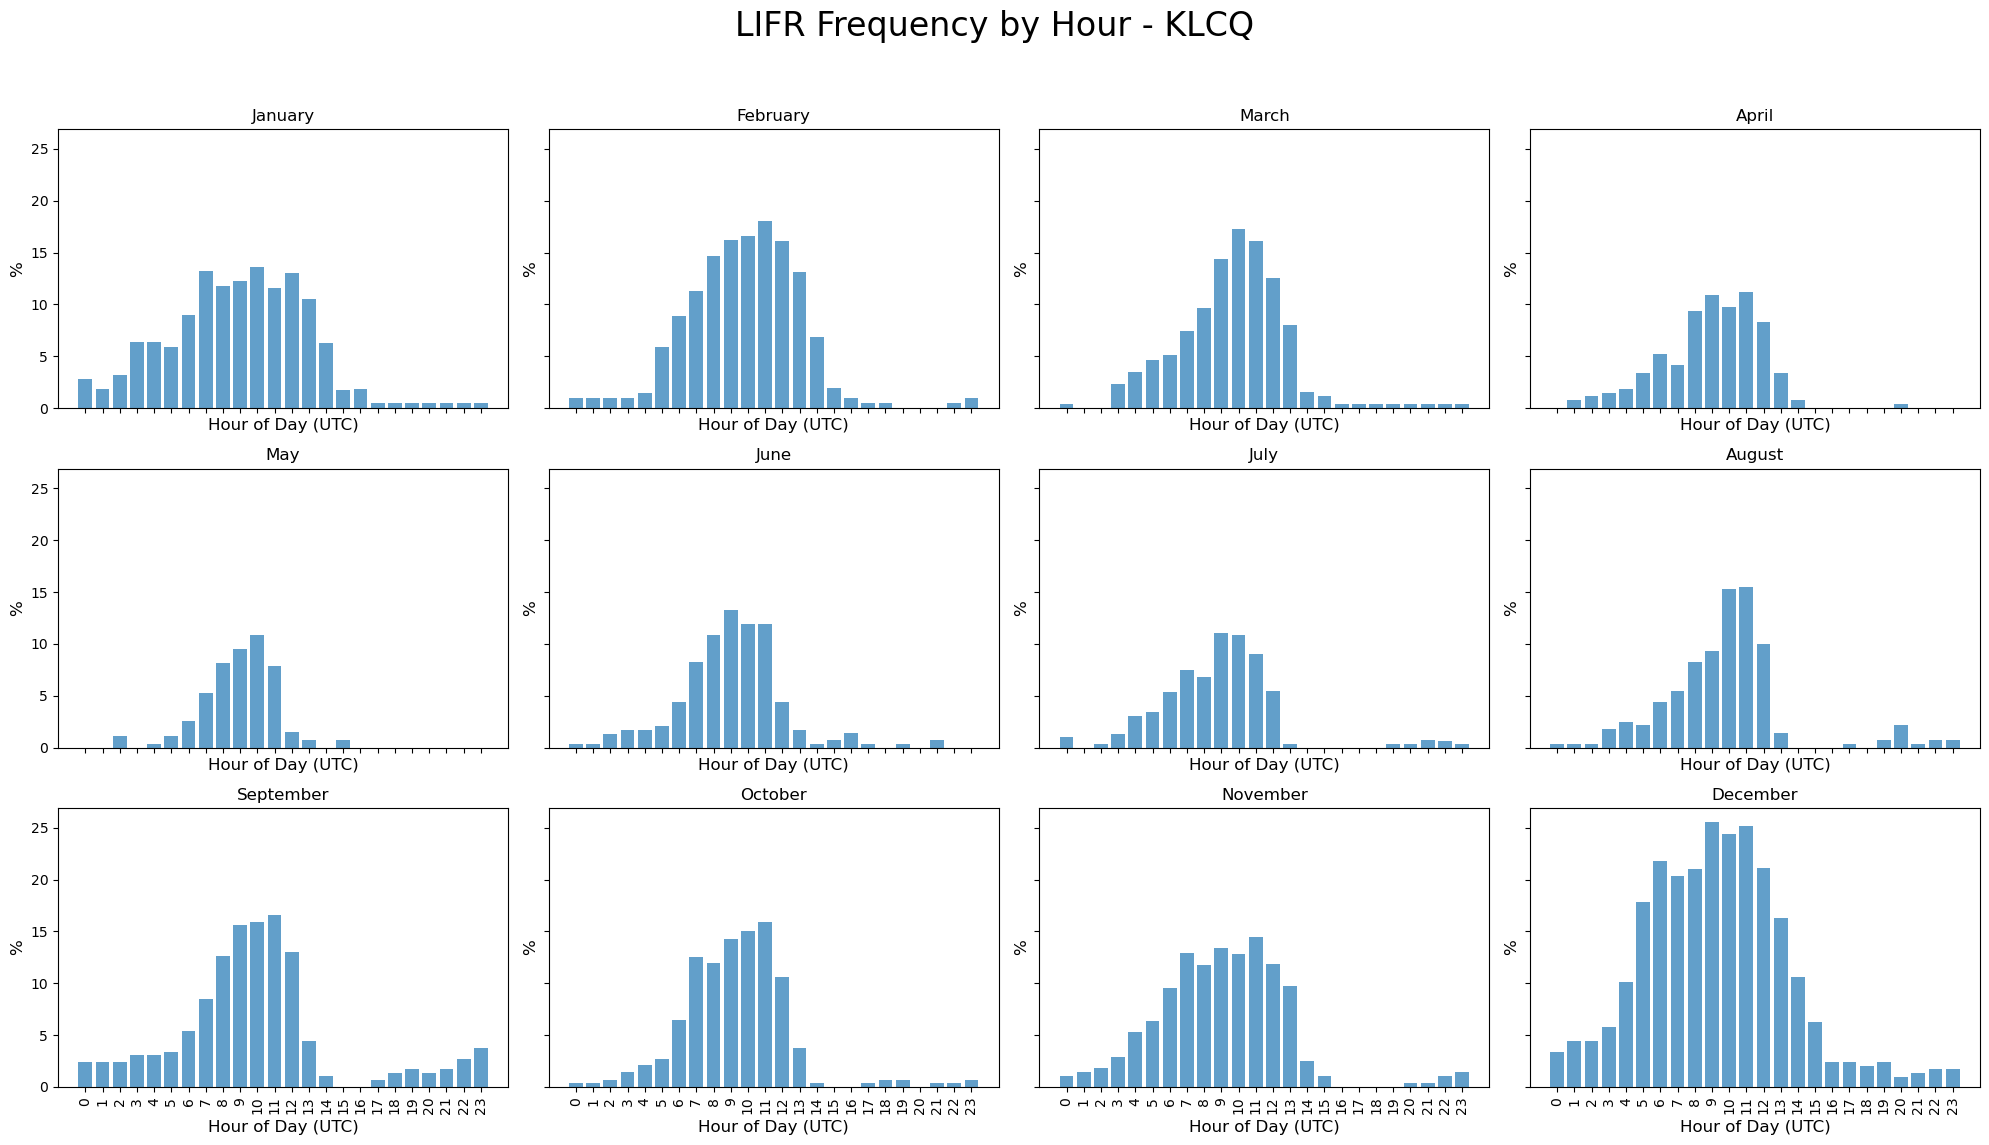 LIFR Frequency by Hour - KLCQ
January
February
March
April
25
20
15
10
5
0
%
%
%
%
Hour of Day (UTC)
Hour of Day (UTC)
Hour of Day (UTC)
Hour of Day (UTC)
May
June
July
August
25
20
15
10
5
0
%
%
%
%
Hour of Day (UTC)
Hour of Day (UTC)
Hour of Day (UTC)
Hour of Day (UTC)
September
October
November
December
25
20
15
10
5
0
%
%
%
%
0 1 2 3 4 5 6 7 8 9 10 11 12 13 14 15 16 17 18 19 20 21 22 23
0 1 2 3 4 5 6 7 8 9 10 11 12 13 14 15 16 17 18 19 20 21 22 23
0 1 2 3 4 5 6 7 8 9 10 11 12 13 14 15 16 17 18 19 20 21 22 23
0 1 2 3 4 5 6 7 8 9 10 11 12 13 14 15 16 17 18 19 20 21 22 23
Hour of Day (UTC)
Hour of Day (UTC)
Hour of Day (UTC)
Hour of Day (UTC)